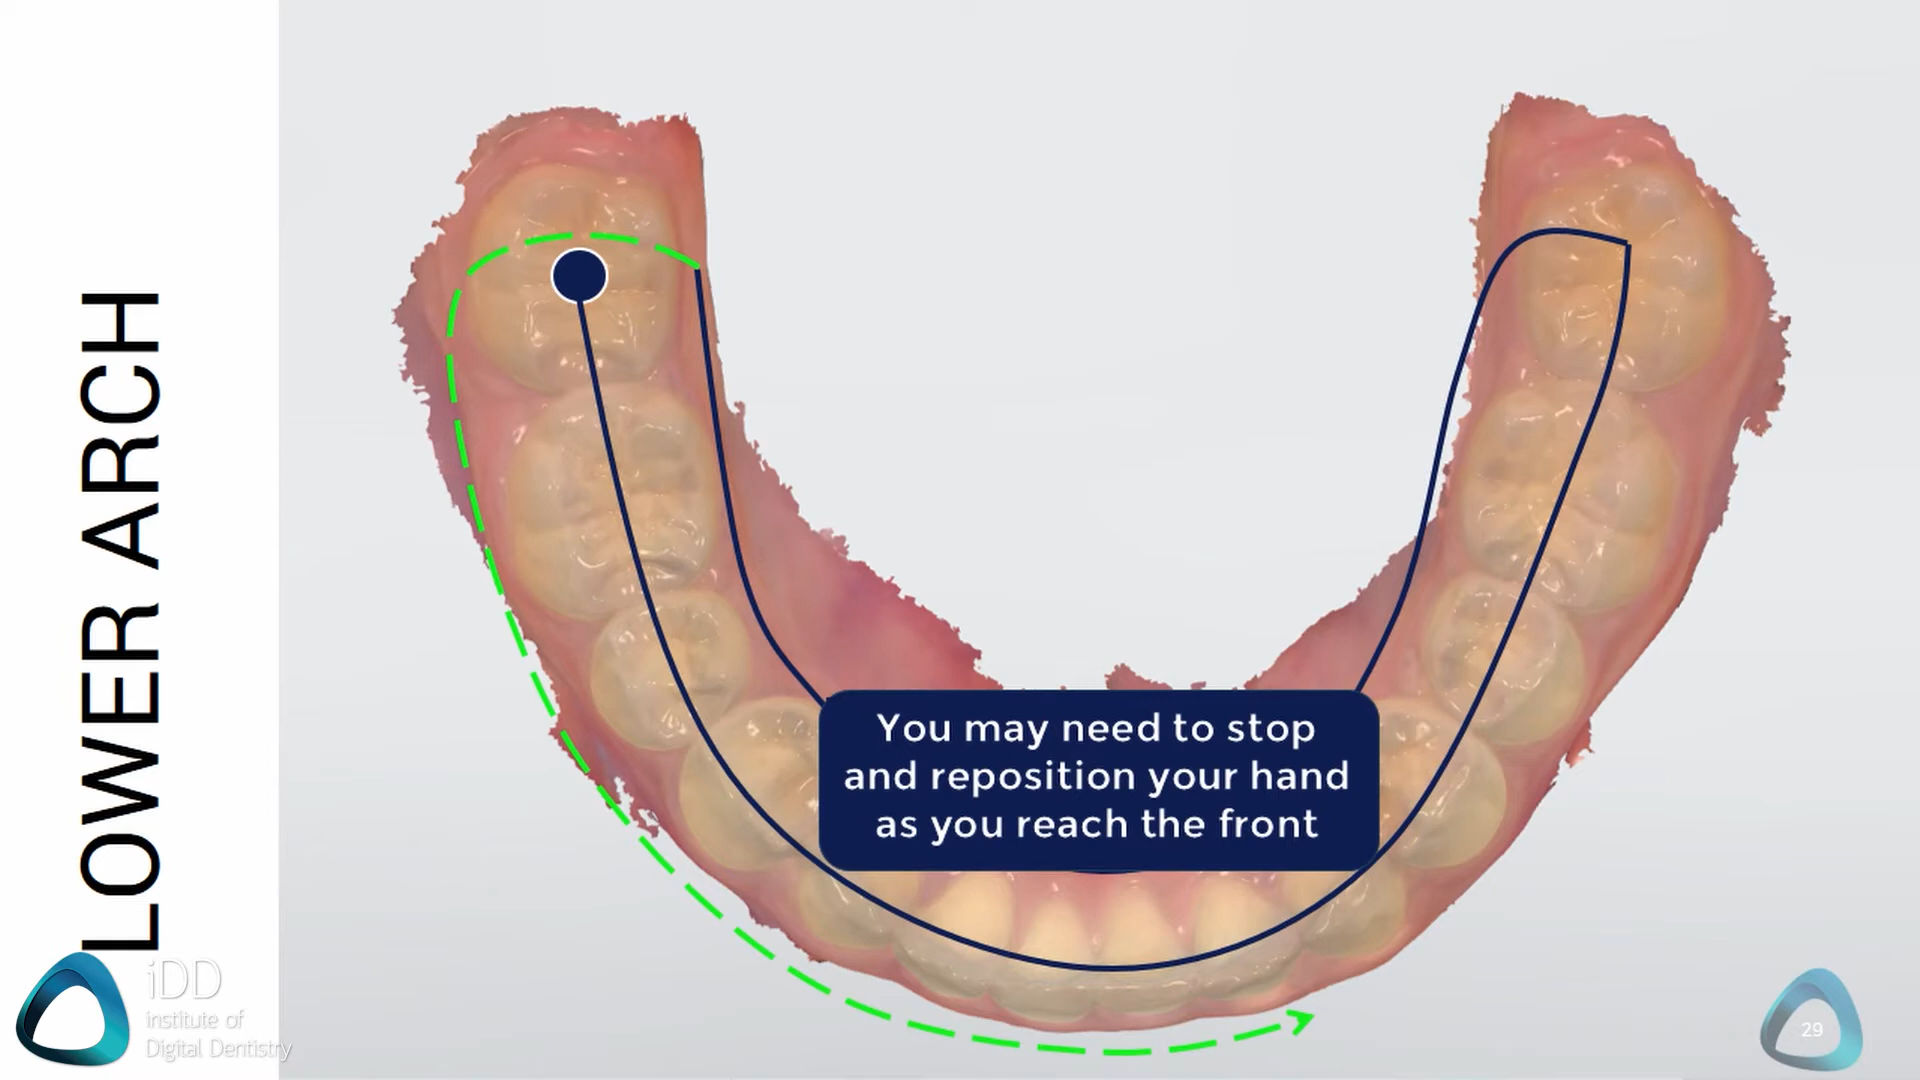 LOWER ARCH
You may need to stop
and reposition your hand
as you reach the front
iDD
institute of
Digital Dentistry
29